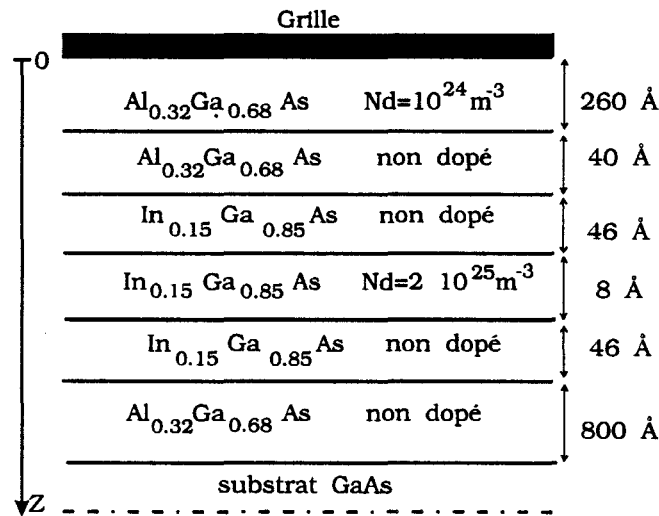 Grille
0
Al0.32Ga0.68 As Nd=10^24 m^-3 260 Å
Al0.32Ga0.68 As non dopé 40 Å
In0.15 Ga0.85 As non dopé 46 Å
In0.15 Ga0.85 As Nd=2 10^25 m^-3 8 Å
In0.15 Ga0.85 As non dopé 46 Å
Al0.32Ga0.68 As non dopé 800 Å
substrat GaAs
Z